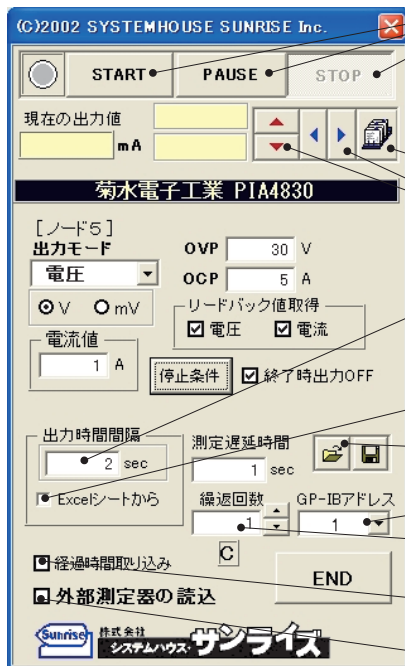 (C)2002 SYSTEMHOUSE SUNRISE Inc.
START PAUSE STOP
現在の出力値
mA
菊水電子工業 PIA4830
[ノード5]
出力モード OVP 30 V
電圧 OCP 5 A
V mV リードバック値取得
電圧 電流
電流値
1 A 停止条件 終了時出力OFF
出力時間間隔 測定遅延時間
2 sec 1 sec
Excelシートから 繰返回数 GP-IBアドレス
1 1
経過時間取り込み C
END
外部測定器の読込
Sunrise 株式会社 システムハウス・サンライズ